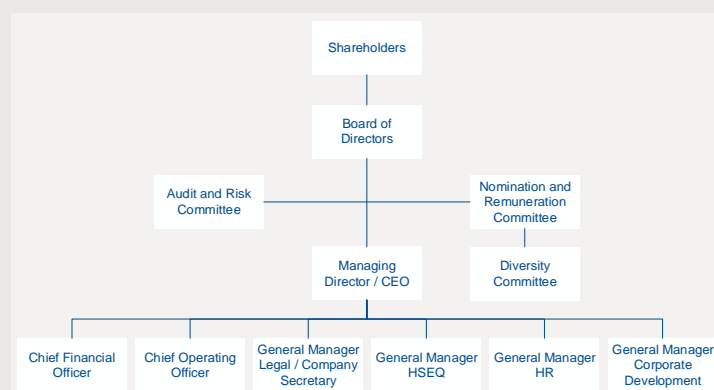 Shareholders
Board of
Directors
Audit and Risk
Committee
Nomination and
Remuneration
Committee
Managing
Director / CEO
Diversity
Committee
Chief Financial
Officer
Chief Operating
Officer
General Manager
Legal / Company
Secretary
General Manager
HSEQ
General Manager
HR
General Manager
Corporate
Development